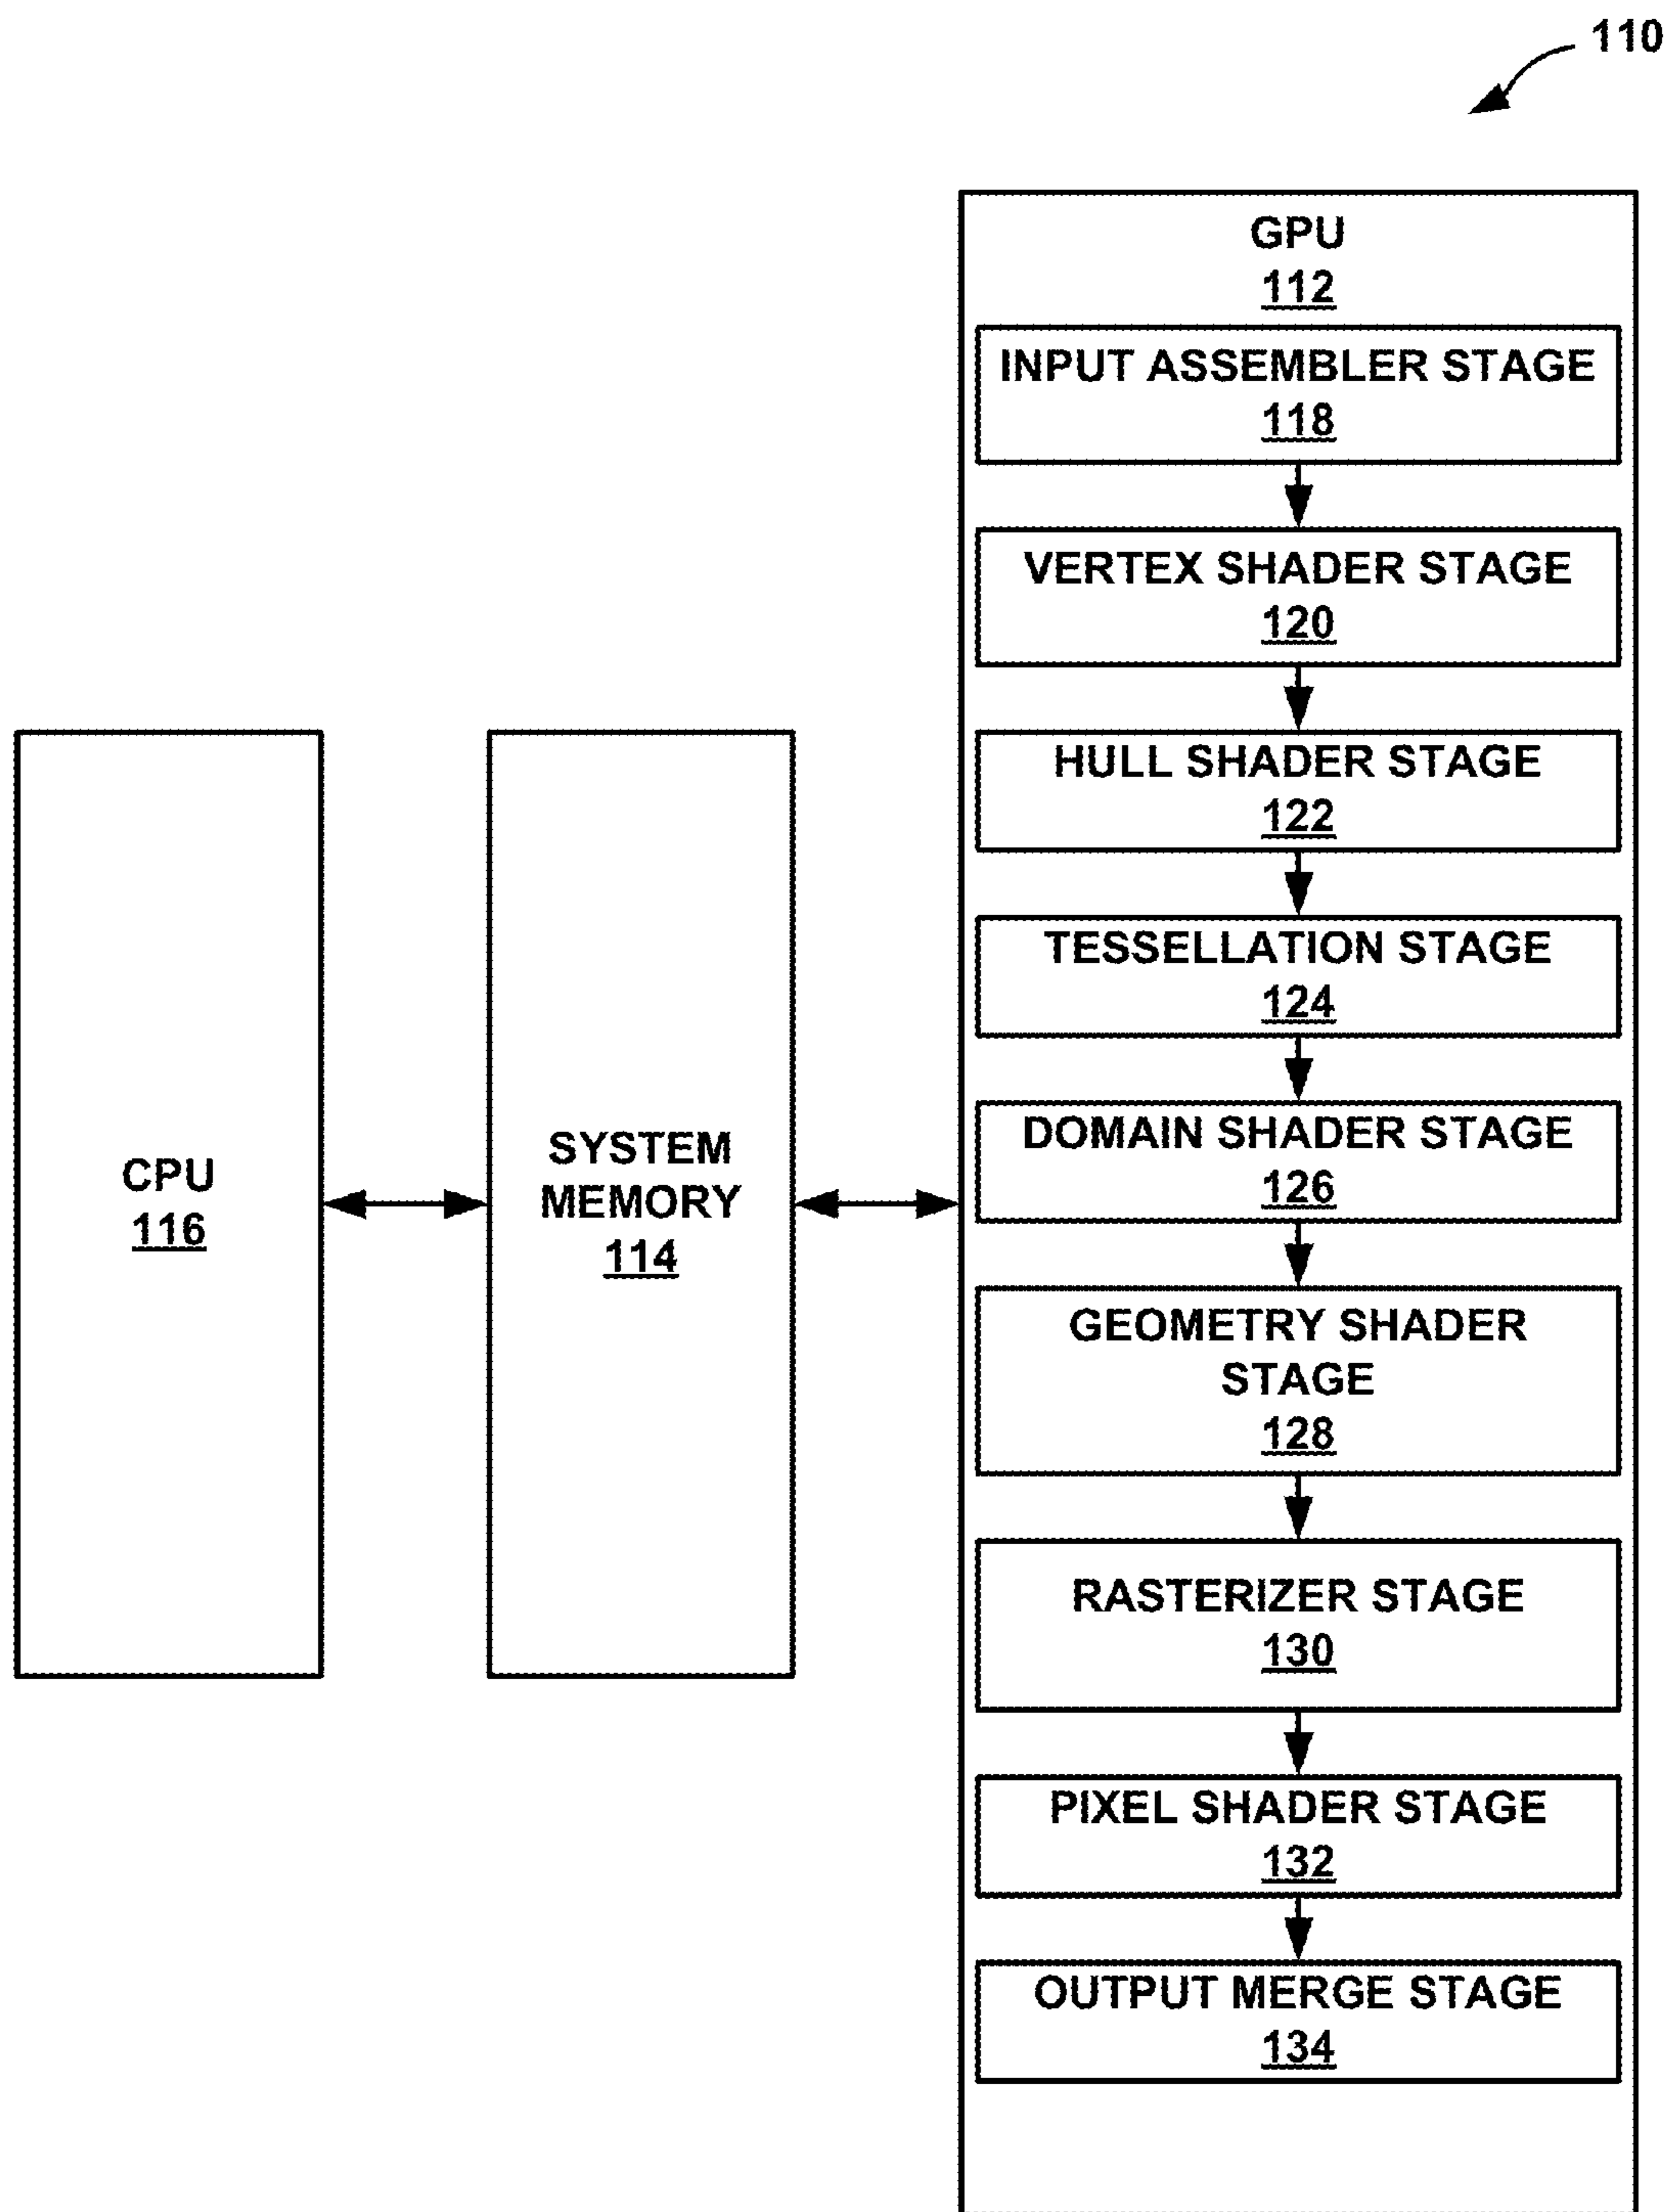 110
GPU
112
INPUT ASSEMBLER STAGE
118
VERTEX SHADER STAGE
120
HULL SHADER STAGE
122
TESSELLATION STAGE
124
DOMAIN SHADER STAGE
126
GEOMETRY SHADER
STAGE
128
RASTERIZER STAGE
130
PIXEL SHADER STAGE
132
OUTPUT MERGE STAGE
134
CPU
116
SYSTEM
MEMORY
114